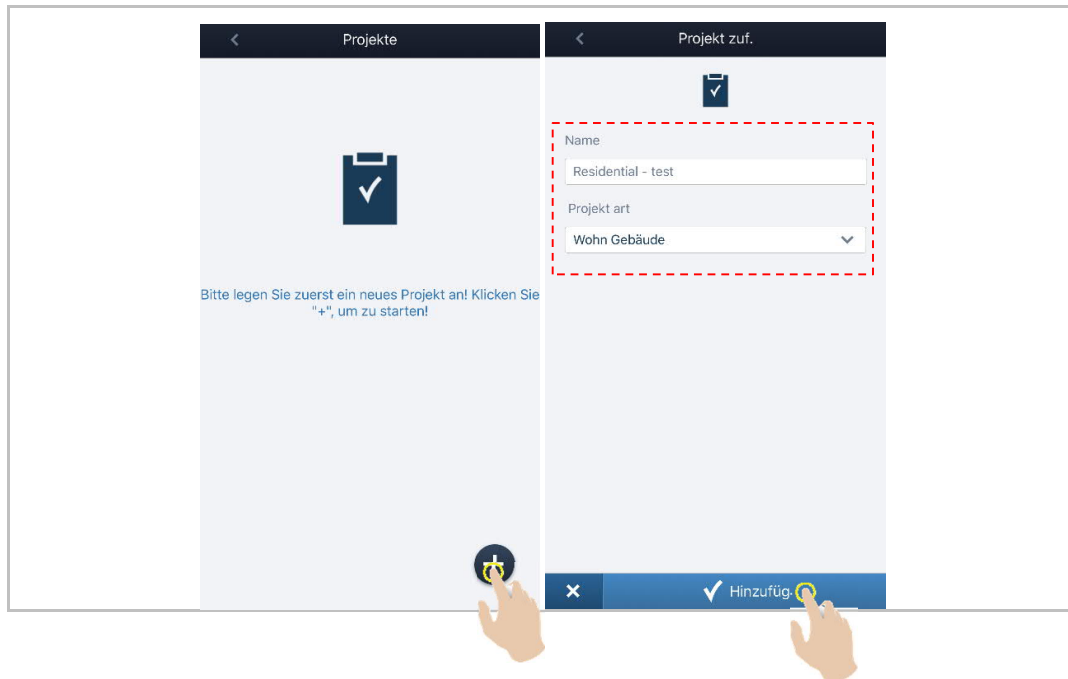 Projekte
Bitte legen Sie zuerst ein neues Projekt an! Klicken Sie
"+", um zu starten!
Projekt zuf.
Name
Residential - test
Projekt art
Wohn Gebäude
Hinzufüg.